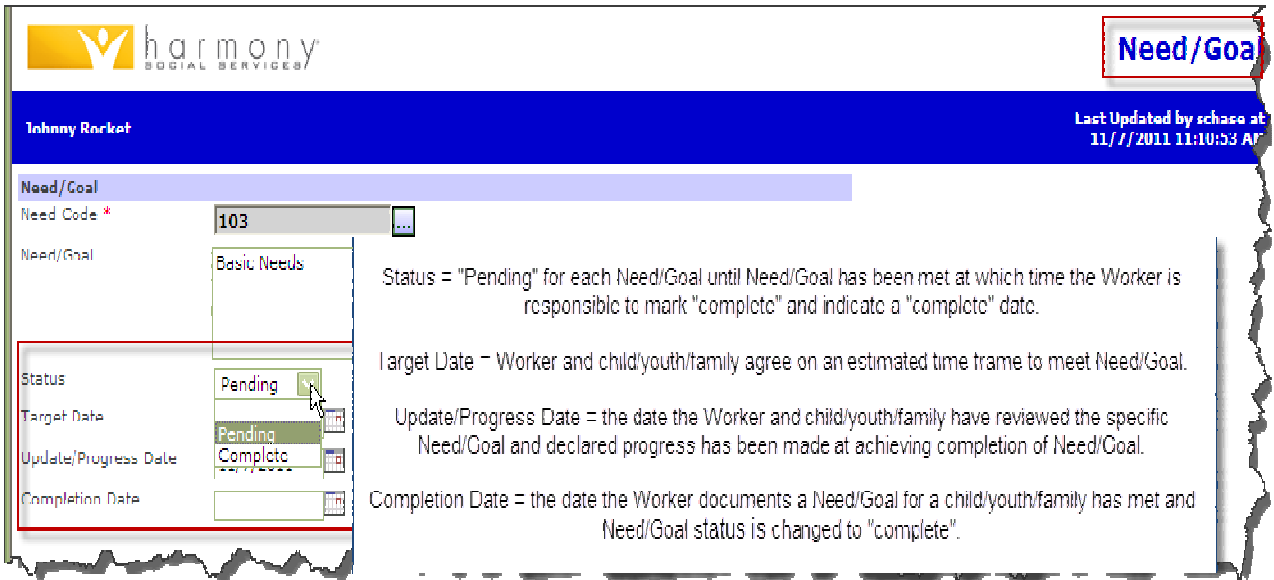 harmony
SOCIAL SERVICES
Need/Goal
Johnny Rocket
Last Updated by schase at
11/7/2011 11:10:53 AM
Need/Goal
Need Code *
103
...
Need/Goal
Basic Needs
Status = "Pending" for each Need/Goal until Need/Goal has been met at which time the Worker is
responsible to mark "complete" and indicate a "complete" date.
Target Date = Worker and child/youth/family agree on an estimated time frame to meet Need/Goal.
Update/Progress Date = the date the Worker and child/youth/family have reviewed the specific
Need/Goal and declared progress has been made at achieving completion of Need/Goal.
Completion Date = the date the Worker documents a Need/Goal for a child/youth/family has met and
Need/Goal status is changed to "complete".
Status
Pending
Target Date
Pending
Update/Progress Date
Complete
Completion Date